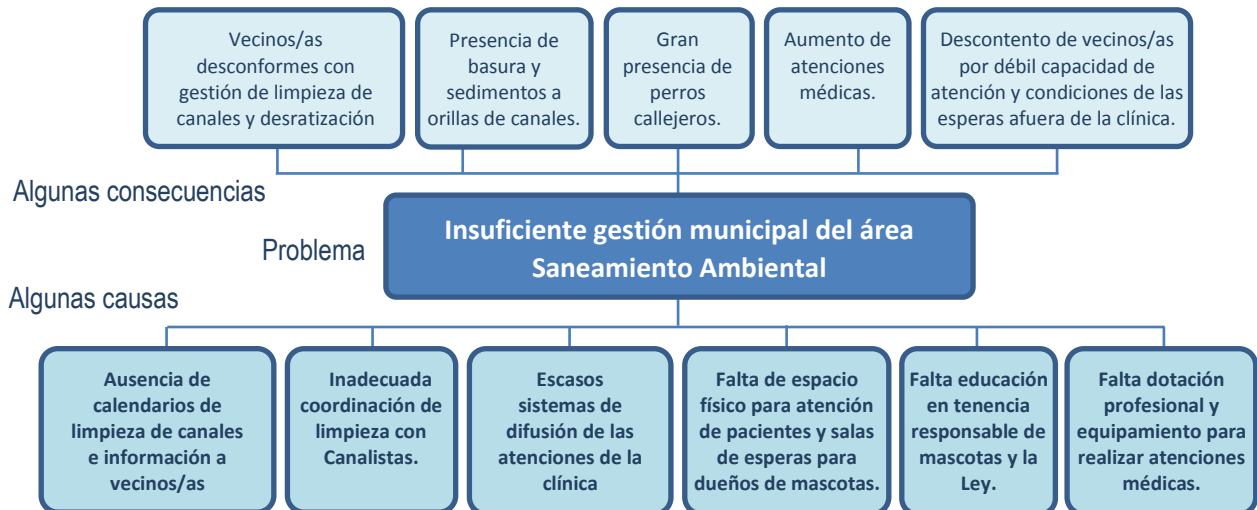 Vecinos/as
desconformes con
gestión de limpieza de
canales y desratización
Presencia de
basura y
sedimentos a
orillas de canales.
Gran
presencia de
perros
callejeros.
Aumento de
atenciones
médicas.
Descontento de vecinos/as
por débil capacidad de
atención y condiciones de las
esperas afuera de la clínica.
Algunas consecuencias
Problema
Insuficiente gestión municipal del área
Saneamiento Ambiental
Algunas causas
Ausencia de
calendarios de
limpieza de canales
e información a
vecinos/as
Inadecuada
coordinación de
limpieza con
Canalistas.
Escasos
sistemas de
difusión de las
atenciones de la
clínica
Falta de espacio
físico para atención
de pacientes y salas
de esperas para
dueños de mascotas.
Falta educación
en tenencia
responsable de
mascotas y la
Ley.
Falta dotación
profesional y
equipamiento para
realizar atenciones
médicas.